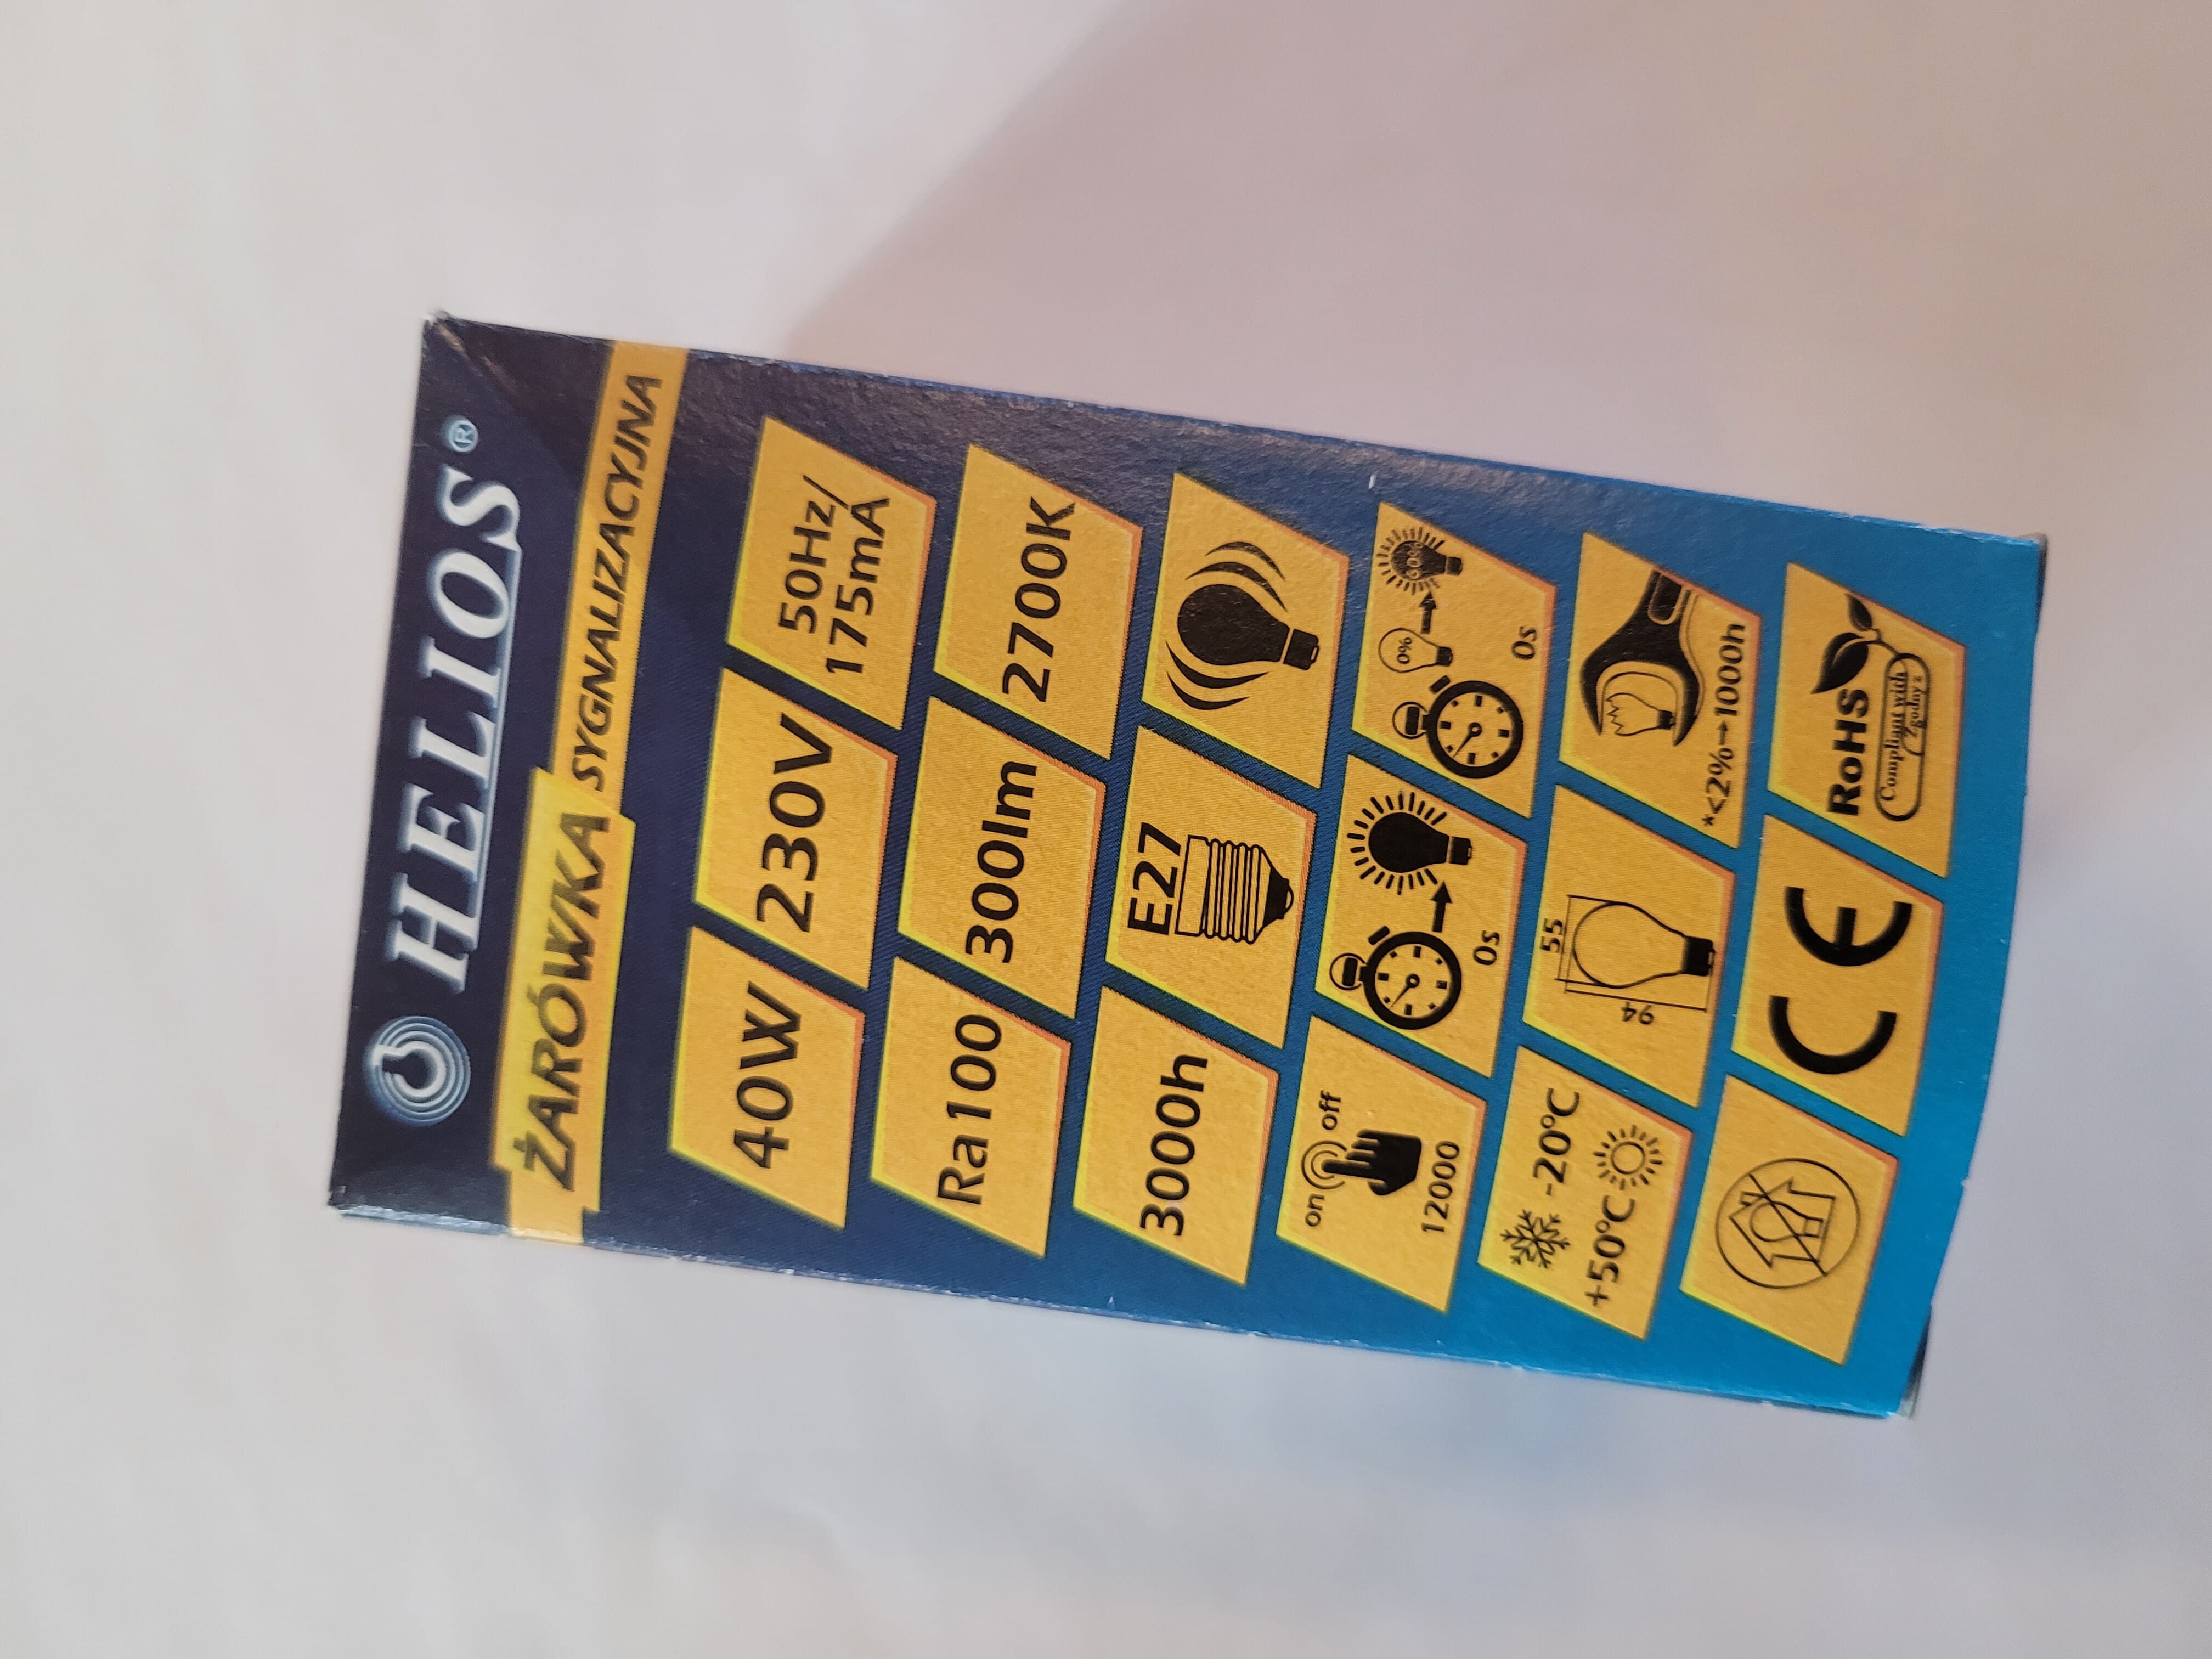 HELIOS®
ŻARÓWKA SYGNALIZACYJNA
40W
230V
50Hz/
175mA
Ra100
300lm
2700K
3000h
E27
on off
12000
0s
0%
0s
-20°C
+50°C
55
94
*<2%→1000h
CE
RoHS
Compliant with
Zgodny z